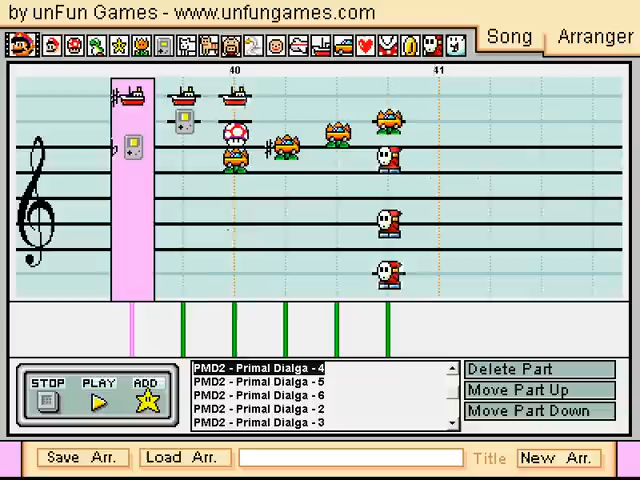 by unFun Games - www.unfungames.com
Song
Arranger
40
41
STOP
PLAY
ADD
PMD2 - Primal Dialga - 4
PMD2 - Primal Dialga - 5
PMD2 - Primal Dialga - 6
PMD2 - Primal Dialga - 2
PMD2 - Primal Dialga - 3
Delete Part
Move Part Up
Move Part Down
Save Arr.
Load Arr.
Title
New Arr.